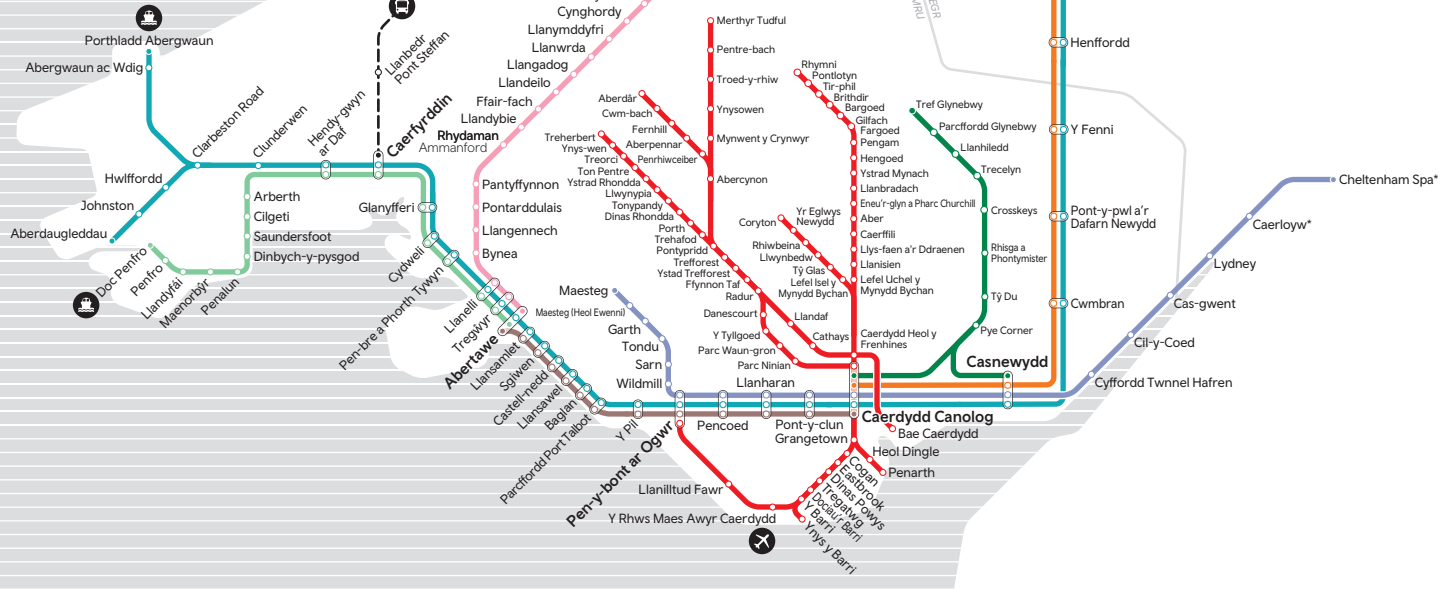 Porthladd Abergwaun
Abergwaun ac Wdig
Clarbeston Road
Clunderwen
Hendy-gwyn
ar Daf
Llanbedr
Pont Steffan
Caerfyrddin
Hwlffordd
Johnston
Aberdaugleddau
Doc Penfro
Penfro
Llandyfái
Maenorbŷr
Penalun
Arberth
Cilgeti
Saundersfoot
Dinbych-y-pysgod
Glanyfferi
Cydweli
Pen-bre a Phorth Tywyn
Llanelli
Tregŵyr
Abertawe
Llansamlet
Sgiwen
Castell-nedd
Llansawel
Baglan
Parcffordd Port Talbot
Y Pîl
Pen-y-bont ar Ogwr
Cynghordy
Llanymddyfri
Llanwrda
Llangadog
Llandeilo
Ffair-fach
Llandybie
Rhydaman
Ammanford
Pantyffynnon
Pontarddulais
Llangennech
Bynea
Maesteg
Maesteg (Heol Ewenni)
Garth
Tondu
Sarn
Wildmill
Merthyr Tudful
Pentre-bach
Troed-y-rhiw
Ynysowen
Mynwent y Crynwyr
Abercynon
Aberdâr
Cwm-bach
Fernhill
Aberpennar
Penrhiwceiber
Treherbert
Ynys-wen
Treorci
Ton Pentre
Ystrad Rhondda
Llwynypia
Tonypandy
Dinas Rhondda
Porth
Trehafod
Pontypridd
Trefforest
Ystad Trefforest
Ffynnon Taf
Radur
Danescourt
Y Tyllgoed
Parc Waun-gron
Parc Ninian
Llandaf
Cathays
Coryton
Yr Eglwys
Newydd
Rhiwbeina
Llwynbedw
Tŷ Glas
Lefel Isel y
Mynydd Bychan
Rhymni
Pontlotyn
Tir-phil
Brithdir
Bargoed
Gilfach
Fargoed
Pengam
Hengoed
Ystrad Mynach
Llanbradach
Eneu'r-glyn a Pharc Churchill
Aber
Caerffili
Llys-faen a'r Ddraenen
Llanisien
Lefel Uchel y
Mynydd Bychan
Caerdydd Heol y
Frenhines
Tref Glynebwy
Parcffordd Glynebwy
Llanhiledd
Trecelyn
Crosskeys
Rhisga a
Phontymister
Tŷ Du
Pye Corner
Casnewydd
EGR
MRU
Henffordd
Y Fenni
Pont-y-pwl a'r
Dafarn Newydd
Cwmbran
Cheltenham Spa*
Caerloyw*
Lydney
Cas-gwent
Cil-y-Coed
Cyffordd Twnnel Hafren
Llanharan
Pencoed
Pont-y-clun
Grangetown
Caerdydd Canolog
Bae Caerdydd
Heol Dingle
Penarth
Cogan
Eastbrook
Dinas Powys
Tregatwg
Dociau'r Barri
Y Barri
Ynys y Barri
Llanilltud Fawr
Y Rhws Maes Awyr Caerdydd